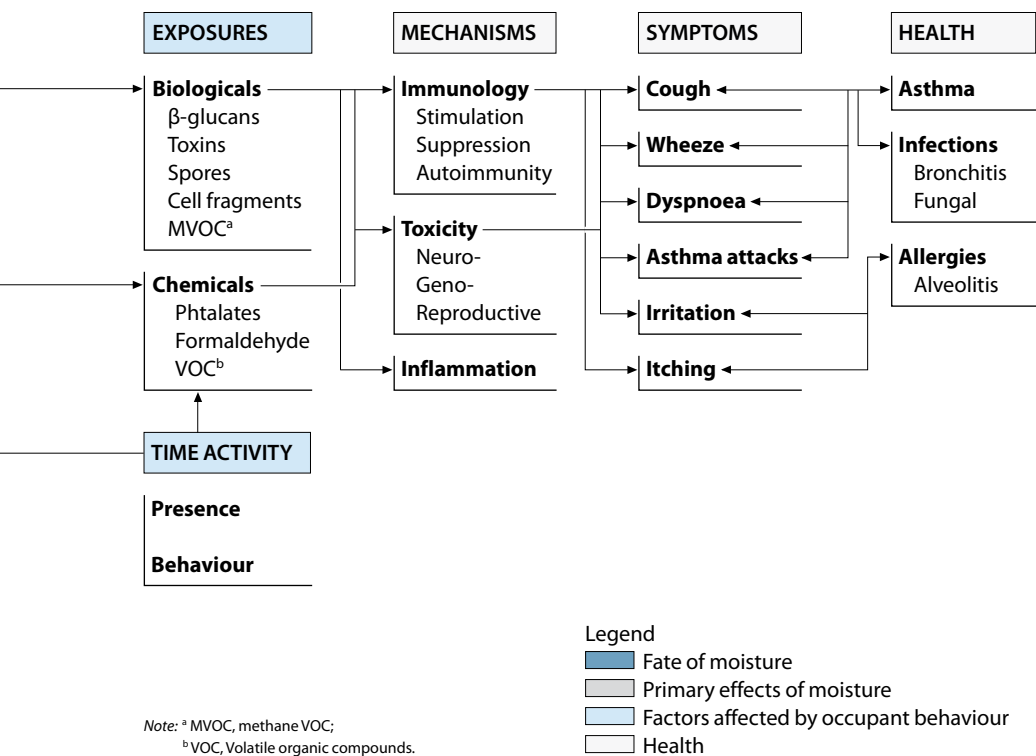 EXPOSURES
Biologicals
β-glucans
Toxins
Spores
Cell fragments
MVOCᵃ
Chemicals
Phtalates
Formaldehyde
VOCᵇ
TIME ACTIVITY
Presence
Behaviour
MECHANISMS
Immunology
Stimulation
Suppression
Autoimmunity
Toxicity
Neuro-
Geno-
Reproductive
Inflammation
SYMPTOMS
Cough
Wheeze
Dyspnoea
Asthma attacks
Irritation
Itching
HEALTH
Asthma
Infections
Bronchitis
Fungal
Allergies
Alveolitis
Legend
Fate of moisture
Primary effects of moisture
Factors affected by occupant behaviour
Health
Note: ᵃ MVOC, methane VOC;
ᵇ VOC, Volatile organic compounds.